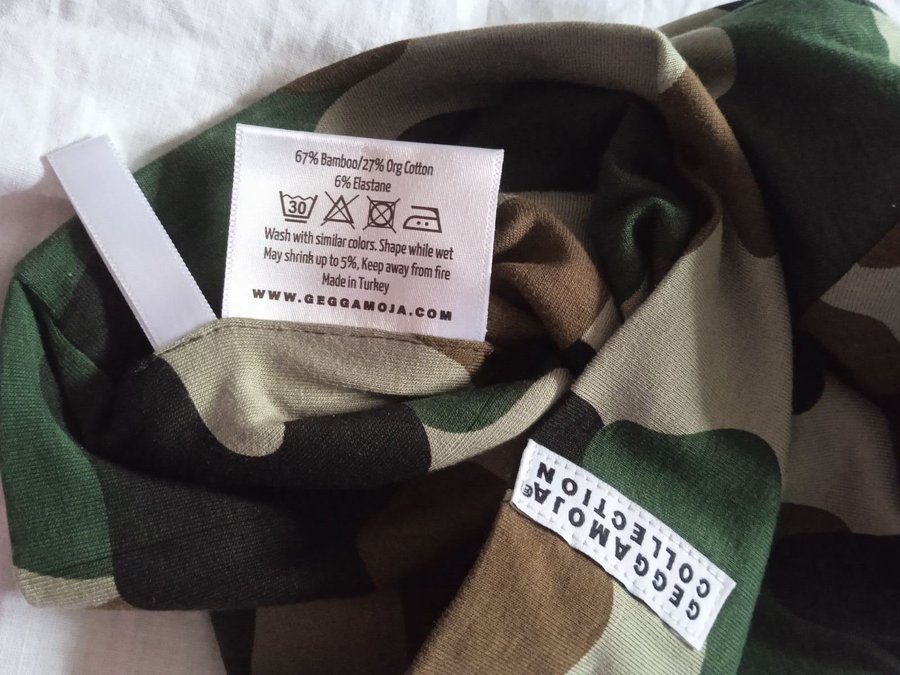 67% Bamboo/27% Org Cotton
6% Elastane
30
Wash with similar colors. Shape while wet
May shrink up to 5%, Keep away from fire
Made in Turkey
WWW.GEGGAMOJA.COM
GEGGAMOJA®
COLLECTION